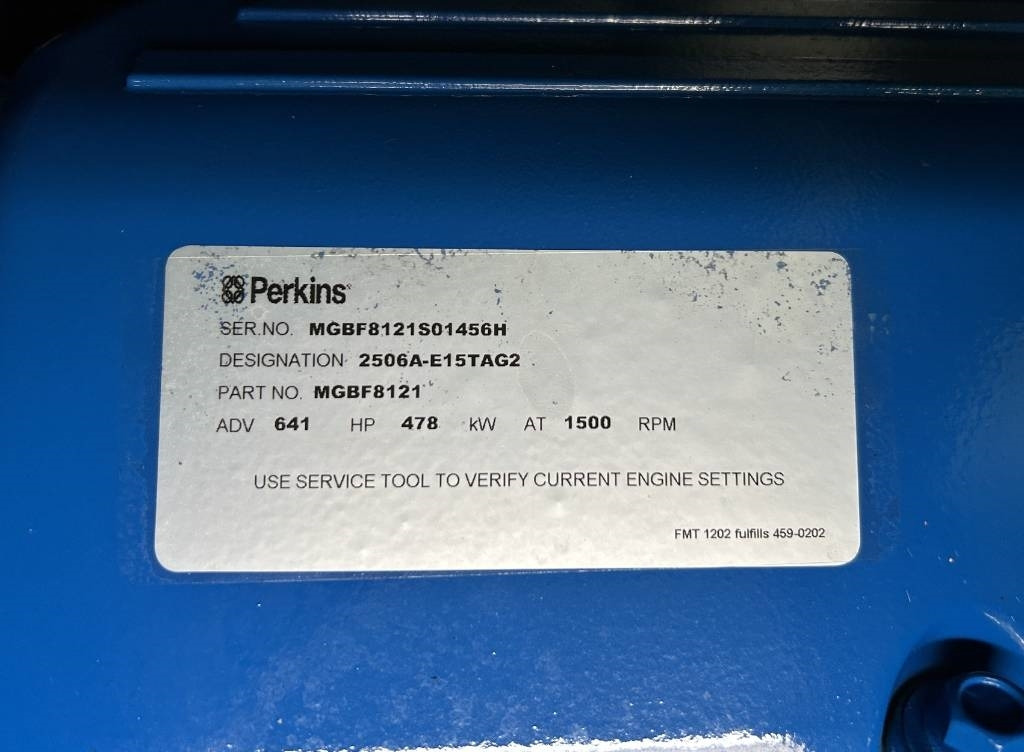 Perkins
SER.NO. MGBF8121S01456H
DESIGNATION 2506A-E15TAG2
PART NO. MGBF8121
ADV 641 HP 478 kW AT 1500 RPM
USE SERVICE TOOL TO VERIFY CURRENT ENGINE SETTINGS
FMT 1202 fulfills 459-0202